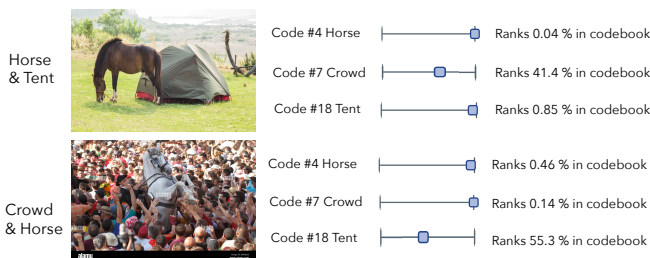 Horse
& Tent
Code #4 Horse
Ranks 0.04 % in codebook
Code #7 Crowd
Ranks 41.4 % in codebook
Code #18 Tent
Ranks 0.85 % in codebook
Crowd
& Horse
Code #4 Horse
Ranks 0.46 % in codebook
Code #7 Crowd
Ranks 0.14 % in codebook
Code #18 Tent
Ranks 55.3 % in codebook
alamy